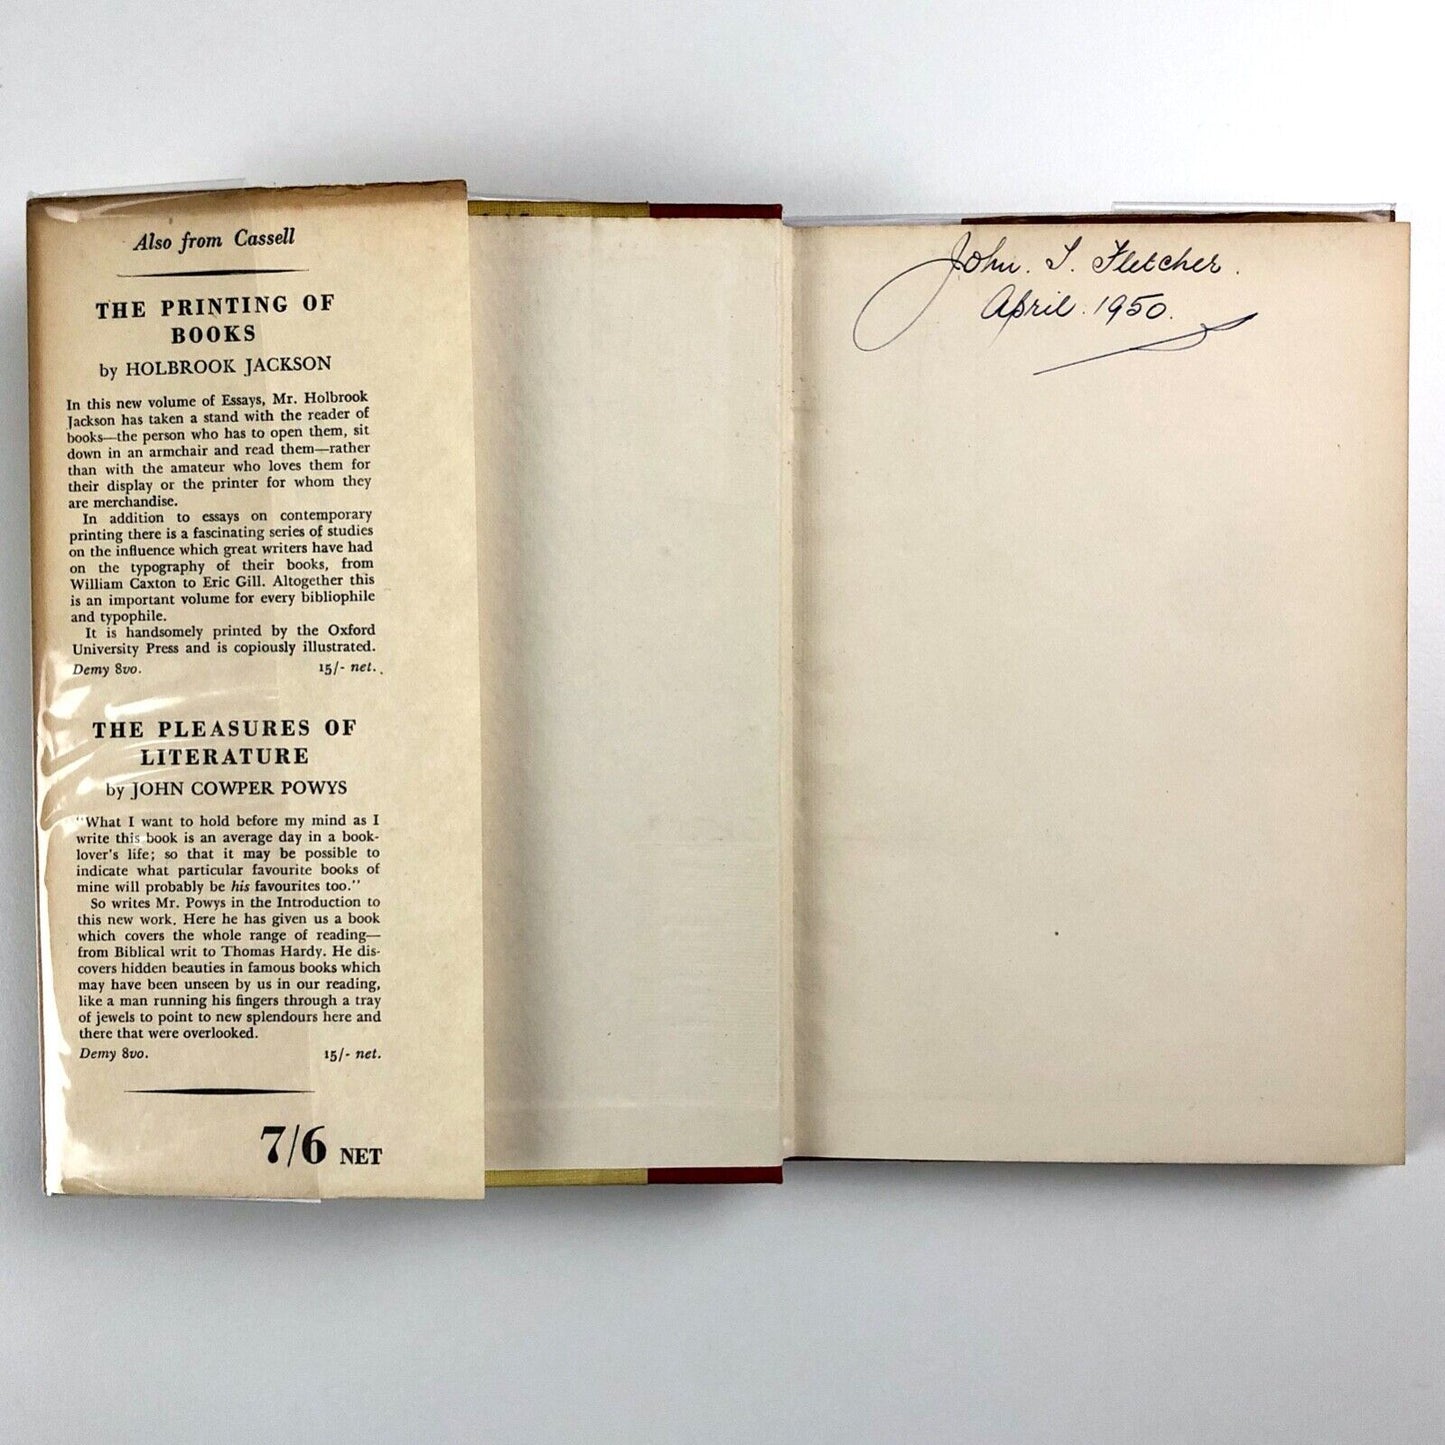 Also from Cassell
THE PRINTING OF
BOOKS
by HOLBROOK JACKSON
In this new volume of Essays, Mr. Holbrook
Jackson has taken a stand with the reader of
books—the person who has to open them, sit
down in an armchair and read them—rather
than with the amateur who loves them for
their display or the printer for whom they
are merchandise.
In addition to essays on contemporary
printing there is a fascinating series of studies
on the influence which great writers have had
on the typography of their books, from
William Caxton to Eric Gill. Altogether this
is an important volume for every bibliophile
and typophile.
It is handsomely printed by the Oxford
University Press and is copiously illustrated.
Demy 8vo. 15/- net.
THE PLEASURES OF
LITERATURE
by JOHN COWPER POWYS
"What I want to hold before my mind as I
write this book is an average day in a book-
lover's life; so that it may be possible to
indicate what particular favourite books of
mine will probably be his favourites too."
So writes Mr. Powys in the Introduction to
this new work. Here he has given us a book
which covers the whole range of reading—
from Biblical writ to Thomas Hardy. He dis-
covers hidden beauties in famous books which
may have been unseen by us in our reading,
like a man running his fingers through a tray
of jewels to point to new splendours here and
there that were overlooked.
Demy 8vo. 15/- net.
7/6 NET
John. S. Fletcher.
April. 1950.